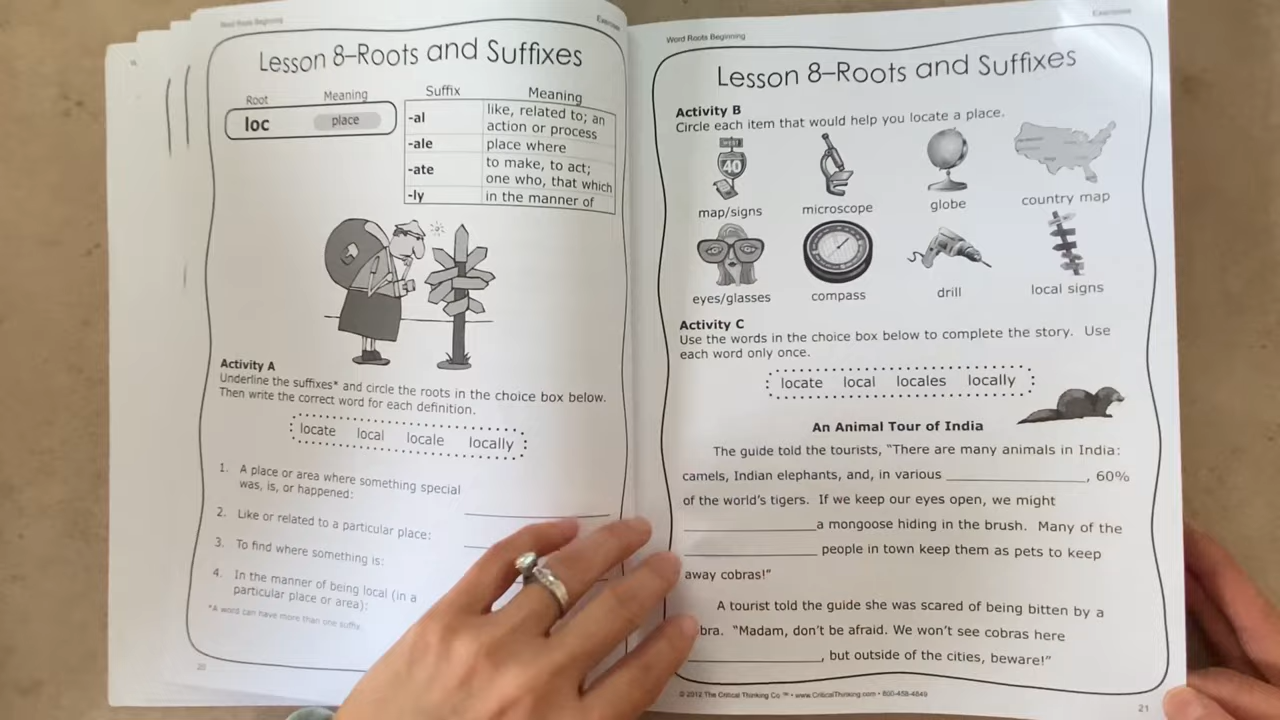 Word Roots Beginning
Lesson 8–Roots and Suffixes
Root Meaning
loc place
Suffix Meaning
-al like, related to; an action or process
-ale place where
-ate to make, to act; one who, that which
-ly in the manner of
Activity A
Underline the suffixes* and circle the roots in the choice box below.
Then write the correct word for each definition.
locate local locale locally
1. A place or area where something special
was, is, or happened:
2. Like or related to a particular place:
3. To find where something is:
4. In the manner of being local (in a
particular place or area):
*A word can have more than one suffix
20
Word Roots Beginning
Exercises
Lesson 8–Roots and Suffixes
Activity B
Circle each item that would help you locate a place.
WEST
40
map/signs microscope globe country map
eyes/glasses compass drill local signs
Activity C
Use the words in the choice box below to complete the story. Use
each word only once.
locate local locales locally
An Animal Tour of India
The guide told the tourists, “There are many animals in India:
camels, Indian elephants, and, in various ______________, 60%
of the world’s tigers. If we keep our eyes open, we might
______________a mongoose hiding in the brush. Many of the
______________ people in town keep them as pets to keep
away cobras!”
A tourist told the guide she was scared of being bitten by a
bra. “Madam, don’t be afraid. We won’t see cobras here
______________, but outside of the cities, beware!”
© 2012 The Critical Thinking Co.™ • www.CriticalThinking.com • 800-458-4849
21